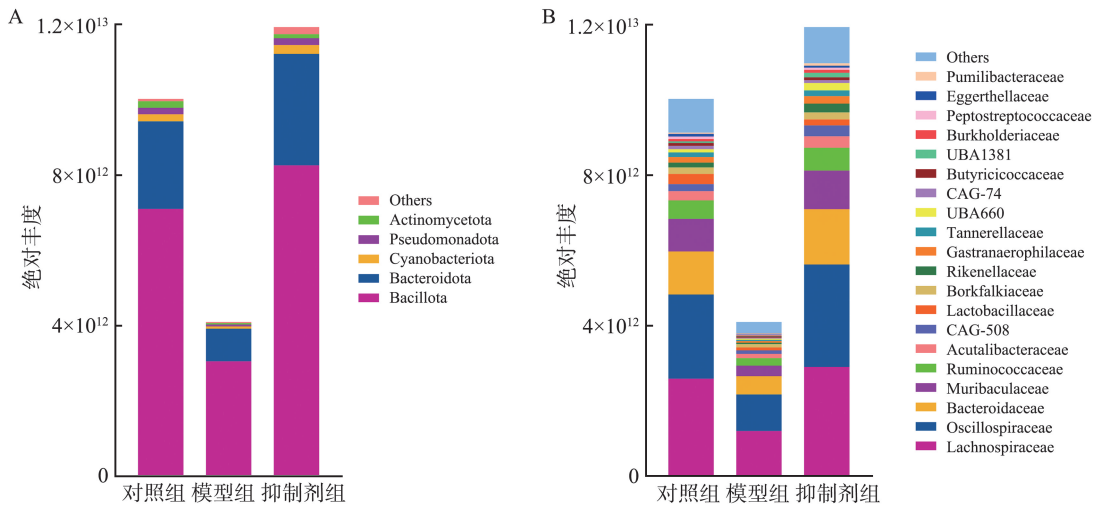 A
绝对丰度
1.2×10¹³
8×10¹²
4×10¹²
0
对照组
模型组
抑制剂组
Others
Actinomycetota
Pseudomonadota
Cyanobacteriota
Bacteroidota
Bacillota
B
绝对丰度
1.2×10¹³
8×10¹²
4×10¹²
0
对照组
模型组
抑制剂组
Others
Pumilibacteraceae
Eggerthellaceae
Peptostreptococcaceae
Burkholderiaceae
UBA1381
Butyricicoccaceae
CAG-74
UBA660
Tannerellaceae
Gastranaerophilaceae
Rikenellaceae
Borkfalkiaceae
Lactobacillaceae
CAG-508
Acutalibacteraceae
Ruminococcaceae
Muribaculaceae
Bacteroidaceae
Oscillospiraceae
Lachnospiraceae